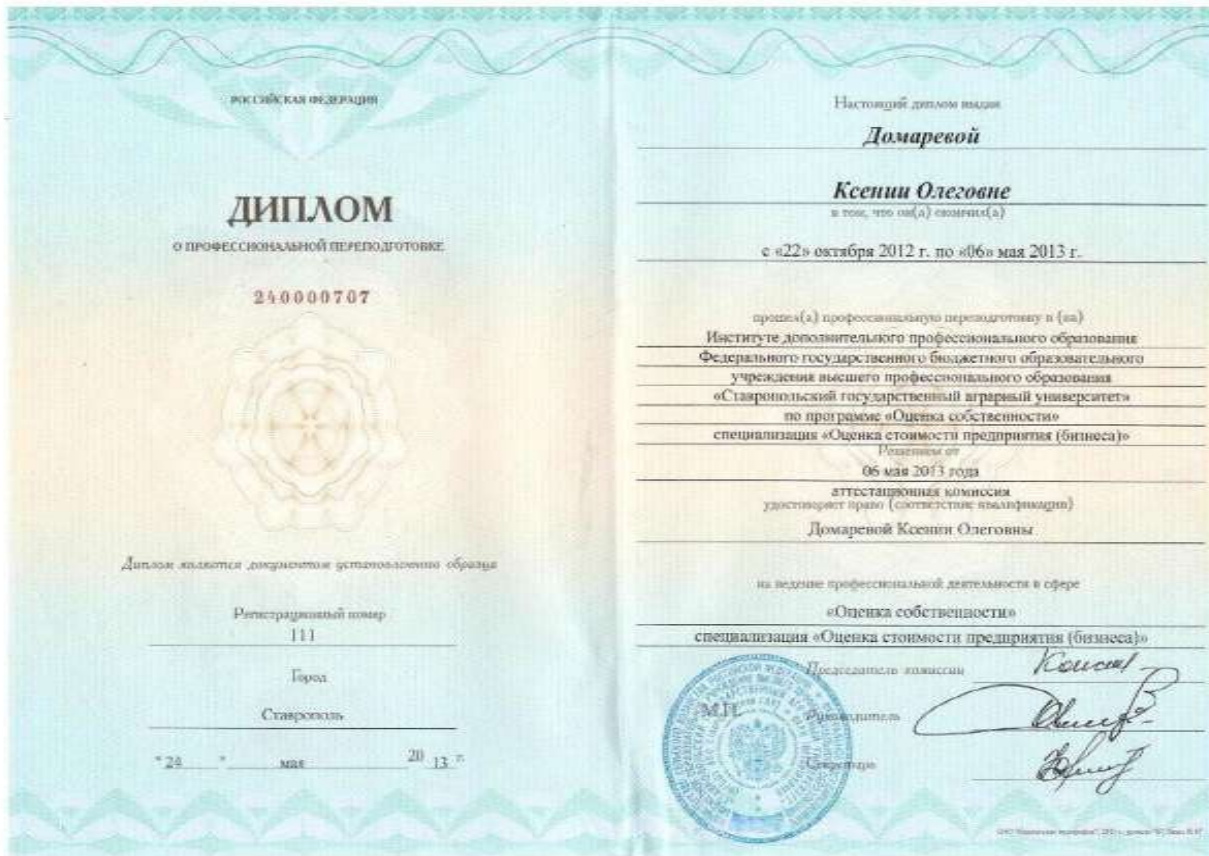 РОССИЙСКАЯ ФЕДЕРАЦИЯ
ДИПЛОМ
О ПРОФЕССИОНАЛЬНОЙ ПЕРЕПОДГОТОВКЕ
240000707
Диплом является документом установленного образца
Регистрационный номер
111
Город
Ставрополь
"24 " мая 20 13 г.
Настоящий диплом выдан
Домаревой
Ксении Олеговне
в том, что он(а) окончил(а)
с «22» октября 2012 г. по «06» мая 2013 г.
прошел(а) профессиональную переподготовку в (на)
Институте дополнительного профессионального образования
Федерального государственного бюджетного образовательного
учреждения высшего профессионального образования
«Ставропольский государственный аграрный университет»
по программе «Оценка собственности»
специализация «Оценка стоимости предприятия (бизнеса)»
Решением от
06 мая 2013 года
аттестационная комиссия
удостоверяет право (соответствие квалификации)
Домаревой Ксении Олеговны
на ведение профессиональной деятельности в сфере
«Оценка собственности»
специализация «Оценка стоимости предприятия (бизнеса)»
Председатель комиссии
М.П. Руководитель
Секретарь